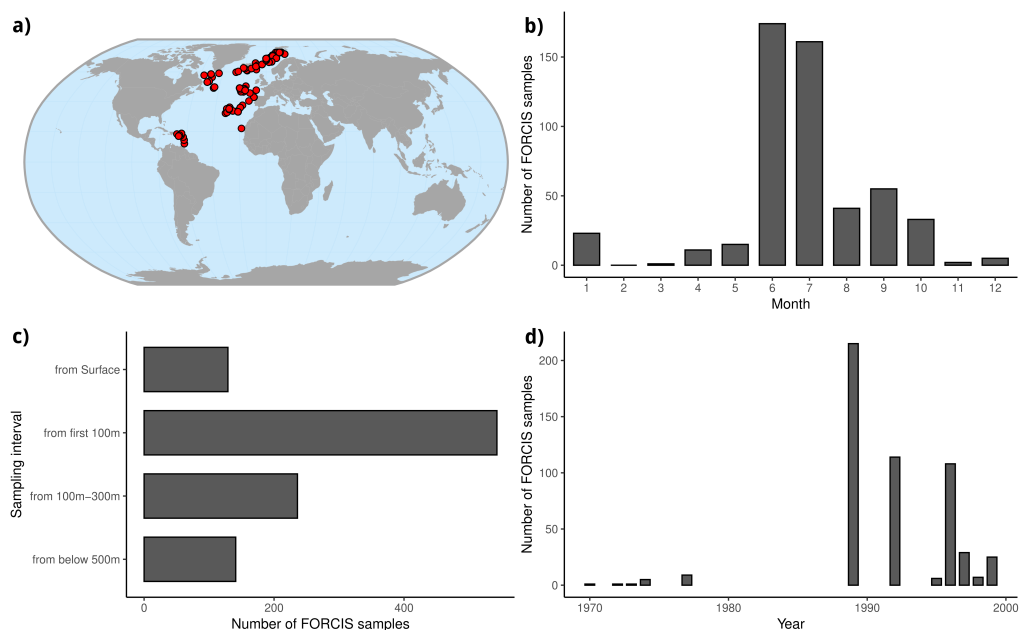 a)
b)
Number of FORCIS samples
150
100
50
0
1 2 3 4 5 6 7 8 9 10 11 12
Month
c)
Sampling interval
from Surface
from first 100m
from 100m−300m
from below 500m
0 200 400
Number of FORCIS samples
d)
Number of FORCIS samples
200
150
100
50
0
1970 1980 1990 2000
Year